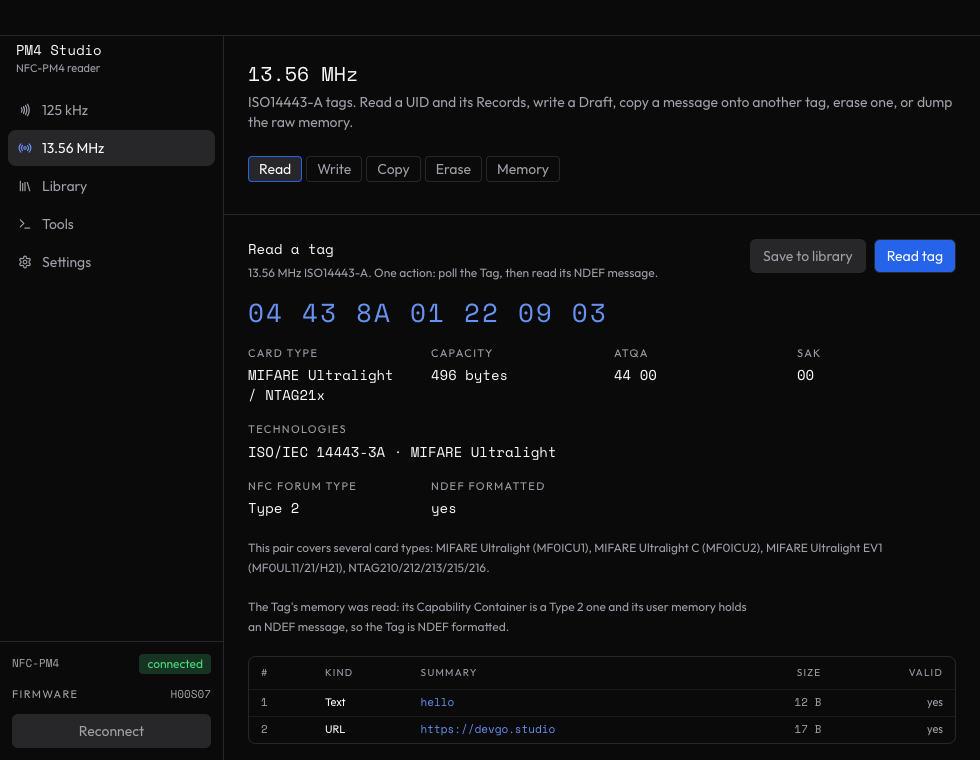 PM4 Studio
NFC-PM4 reader
125 kHz
13.56 MHz
Library
Tools
Settings
NFC-PM4 connected
FIRMWARE H00S07
Reconnect
13.56 MHz
ISO14443-A tags. Read a UID and its Records, write a Draft, copy a message onto another tag, erase one, or dump
the raw memory.
Read Write Copy Erase Memory
Read a tag
13.56 MHz ISO14443-A. One action: poll the Tag, then read its NDEF message.
Save to library Read tag
04 43 8A 01 22 09 03
CARD TYPE CAPACITY ATQA SAK
MIFARE Ultralight 496 bytes 44 00 00
/ NTAG21x
TECHNOLOGIES
ISO/IEC 14443-3A · MIFARE Ultralight
NFC FORUM TYPE NDEF FORMATTED
Type 2 yes
This pair covers several card types: MIFARE Ultralight (MF0ICU1), MIFARE Ultralight C (MF0ICU2), MIFARE Ultralight EV1
(MF0UL11/21/H21), NTAG210/212/213/215/216.
The Tag's memory was read: its Capability Container is a Type 2 one and its user memory holds
an NDEF message, so the Tag is NDEF formatted.
# KIND SUMMARY SIZE VALID
1 Text hello 12 B yes
2 URL https://devgo.studio 17 B yes